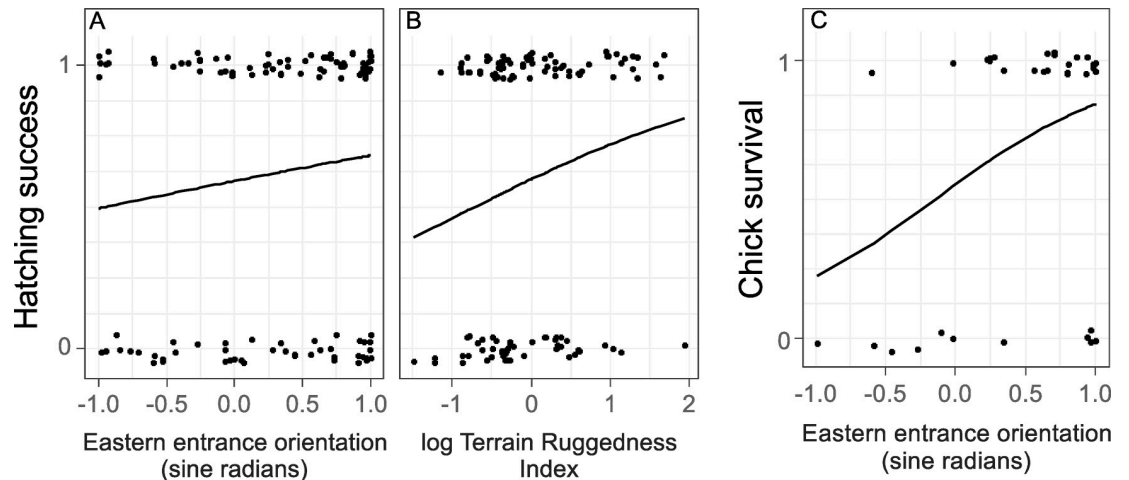 A
B
C
Hatching success
1
0
-1.0 -0.5 0.0 0.5 1.0
Eastern entrance orientation
(sine radians)
-1 0 1 2
log Terrain Ruggedness
Index
Chick survival
1
0
-1.0 -0.5 0.0 0.5 1.0
Eastern entrance orientation
(sine radians)